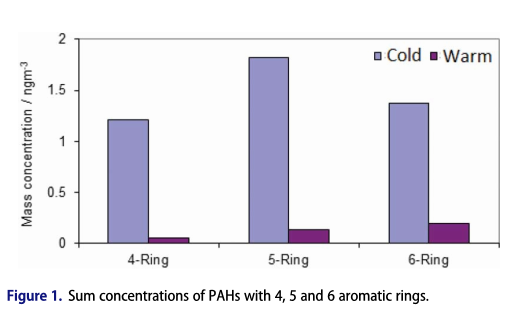 2
Cold Warm
1.5
1
0.5
0
Mass concentration / ngm-3
4-Ring 5-Ring 6-Ring
Figure 1. Sum concentrations of PAHs with 4, 5 and 6 aromatic rings.